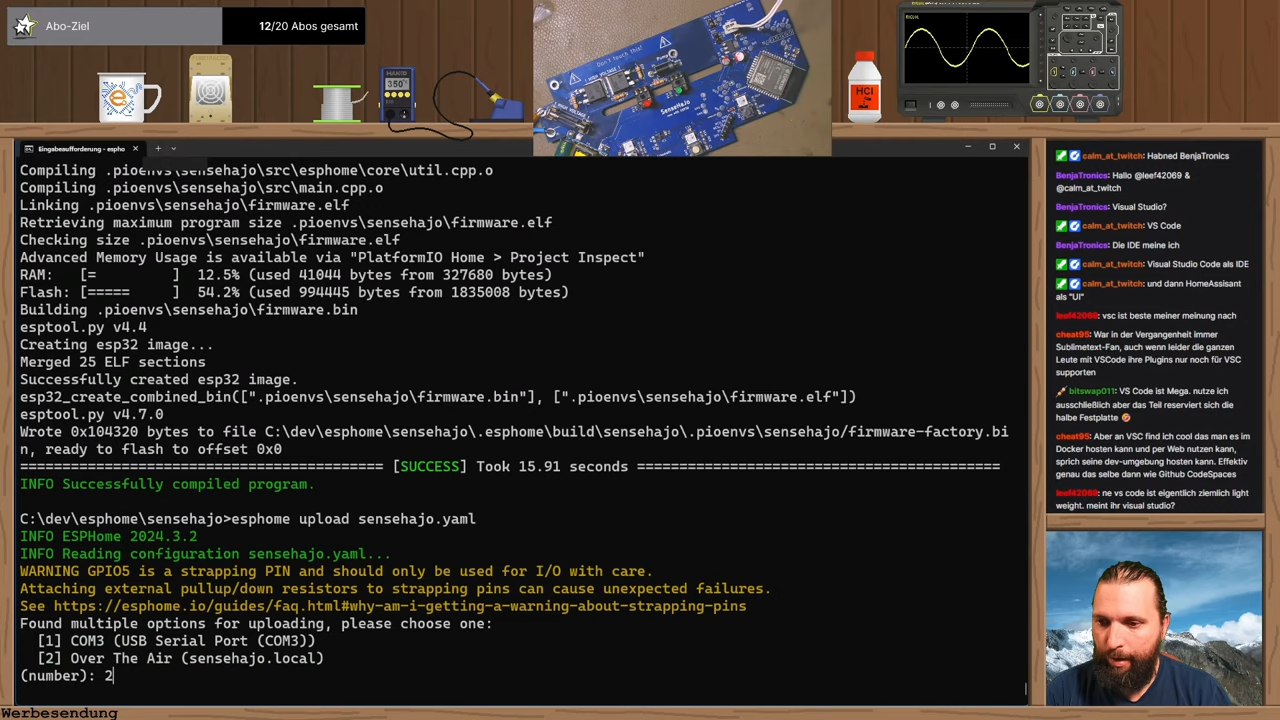 Abo-Ziel
12/20 Abos gesamt
350°
Don't touch this!
SenseHaJo
HCl
Eingabeaufforderung - espho
Compiling .pioenvs\sensehajo\src\esphome\core\util.cpp.o
Compiling .pioenvs\sensehajo\src\main.cpp.o
Linking .pioenvs\sensehajo\firmware.elf
Retrieving maximum program size .pioenvs\sensehajo\firmware.elf
Checking size .pioenvs\sensehajo\firmware.elf
Advanced Memory Usage is available via "PlatformIO Home > Project Inspect"
RAM:   [=         ]  12.5% (used 41044 bytes from 327680 bytes)
Flash: [=====     ]  54.2% (used 994445 bytes from 1835008 bytes)
Building .pioenvs\sensehajo\firmware.bin
esptool.py v4.4
Creating esp32 image...
Merged 25 ELF sections
Successfully created esp32 image.
esp32_create_combined_bin([".pioenvs\sensehajo\firmware.bin"], [".pioenvs\sensehajo\firmware.elf"])
esptool.py v4.7.0
Wrote 0x104320 bytes to file C:\dev\esphome\sensehajo\.esphome\build\sensehajo\.pioenvs\sensehajo/firmware-factory.bi
n, ready to flash to offset 0x0
=========================================== [SUCCESS] Took 15.91 seconds ===========================================
INFO Successfully compiled program.
C:\dev\esphome\sensehajo>esphome upload sensehajo.yaml
INFO ESPHome 2024.3.2
INFO Reading configuration sensehajo.yaml...
WARNING GPIO5 is a strapping PIN and should only be used for I/O with care.
Attaching external pullup/down resistors to strapping pins can cause unexpected failures.
See https://esphome.io/guides/faq.html#why-am-i-getting-a-warning-about-strapping-pins
Found multiple options for uploading, please choose one:
[1] COM3 (USB Serial Port (COM3))
[2] Over The Air (sensehajo.local)
(number): 2
calm_at_twitch: Habned BenjaTronics
BenjaTronics: Hallo @leef42069 &
@calm_at_twitch
BenjaTronics: Visual Studio?
calm_at_twitch: VS Code
BenjaTronics: Die IDE meine ich
calm_at_twitch: Visual Studio Code als IDE
calm_at_twitch: und dann HomeAssisant
als "UI"
leef42069: vsc ist beste meiner meinung nach
cheat95: War in der Vergangenheit immer
Sublimetext-Fan, auch wenn leider die ganzen
Leute mit VSCode ihre Plugins nur noch für VSC
supporten
bitswap011: VS Code ist Mega. nutze ich
ausschließlich aber das Teil reserviert sich die
halbe Festplatte 🤣
cheat95: Aber an VSC find ich cool das man es im
Docker hosten kann und per Web nutzen kann,
sprich seine dev-umgebung hosten kann. Effektiv
genau das selbe dann wie Github CodeSpaces
leef42069: ne vs code ist eigentlich ziemlich light
weight. meint ihr visual studio?
Werbesendung